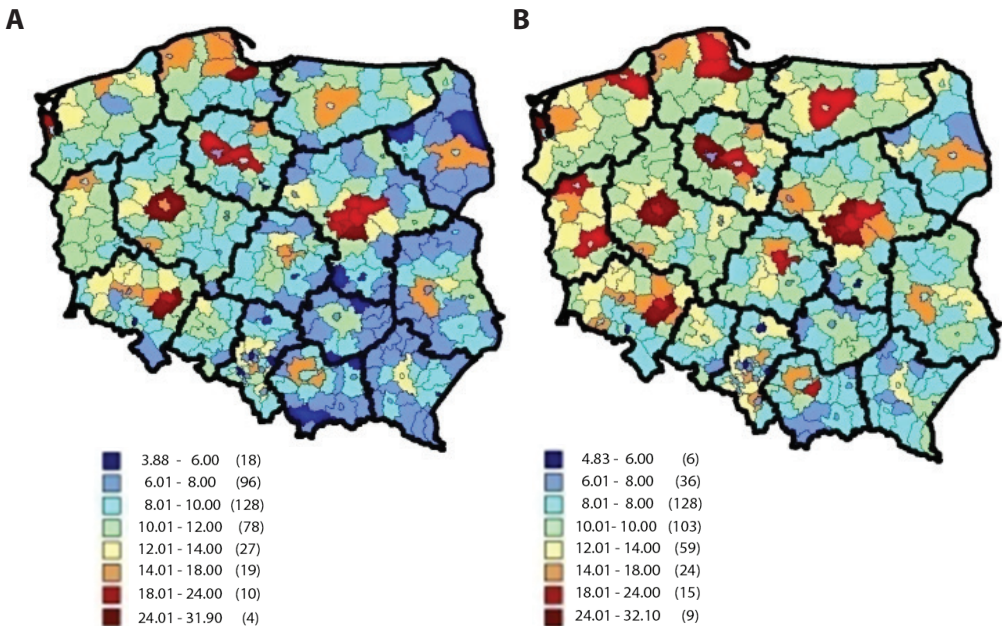 A
B
3.88 - 6.00 (18)
6.01 - 8.00 (96)
8.01 - 10.00 (128)
10.01 - 12.00 (78)
12.01 - 14.00 (27)
14.01 - 18.00 (19)
18.01 - 24.00 (10)
24.01 - 31.90 (4)
4.83 - 6.00 (6)
6.01 - 8.00 (36)
8.01 - 8.00 (128)
10.01- 10.00 (103)
12.01 - 14.00 (59)
14.01 - 18.00 (24)
18.01 - 24.00 (15)
24.01 - 32.10 (9)